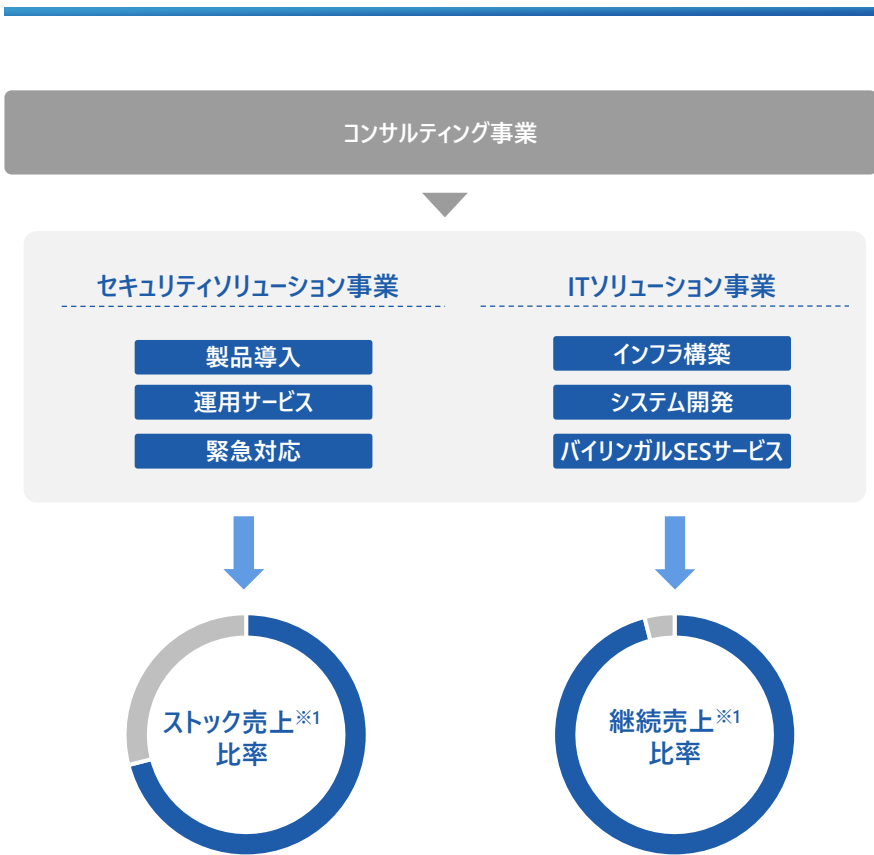 コンサルティング事業
セキュリティソリューション事業
製品導入
運用サービス
緊急対応
ITソリューション事業
インフラ構築
システム開発
バイリンガルSESサービス
ストック売上※1
比率
継続売上※1
比率